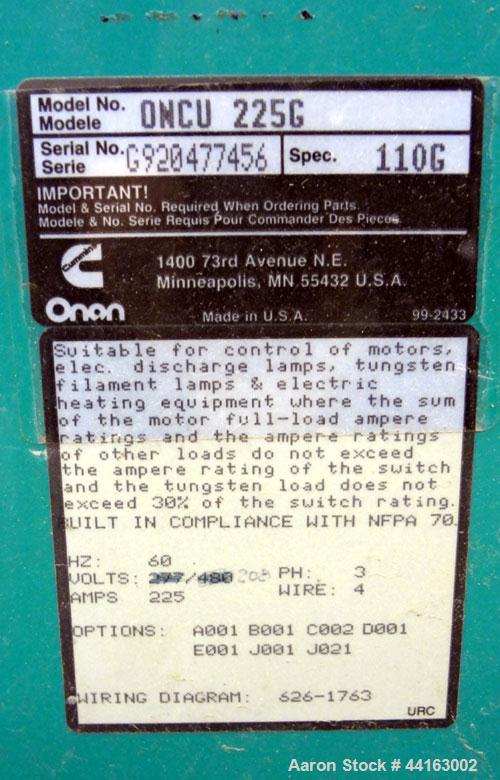 Model No.
Modele
ONCU 225G
Serial No.
Serie
G920477456
Spec. 110G
IMPORTANT!
Model & Serial No. Required When Ordering Parts.
Modele & No. Serie Requis Pour Commander Des Pieces.
Cummins
1400 73rd Avenue N.E.
Minneapolis, MN 55432 U.S.A.
Onan
Made in U.S.A.
99-2433
Suitable for control of motors,
elec. discharge lamps, tungsten
filament lamps & electric
heating equipment where the sum
of the motor full-load ampere
ratings and the ampere ratings
of other loads do not exceed
the ampere rating of the switch
and the tungsten load does not
exceed 30% of the switch rating.
BUILT IN COMPLIANCE WITH NFPA 70.
HZ: 60
VOLTS: 277/480 208 PH: 3
AMPS 225 WIRE: 4
OPTIONS: A001 B001 C002 D001
E001 J001 J021
WIRING DIAGRAM: 626-1763
URC
Aaron Stock # 44163002